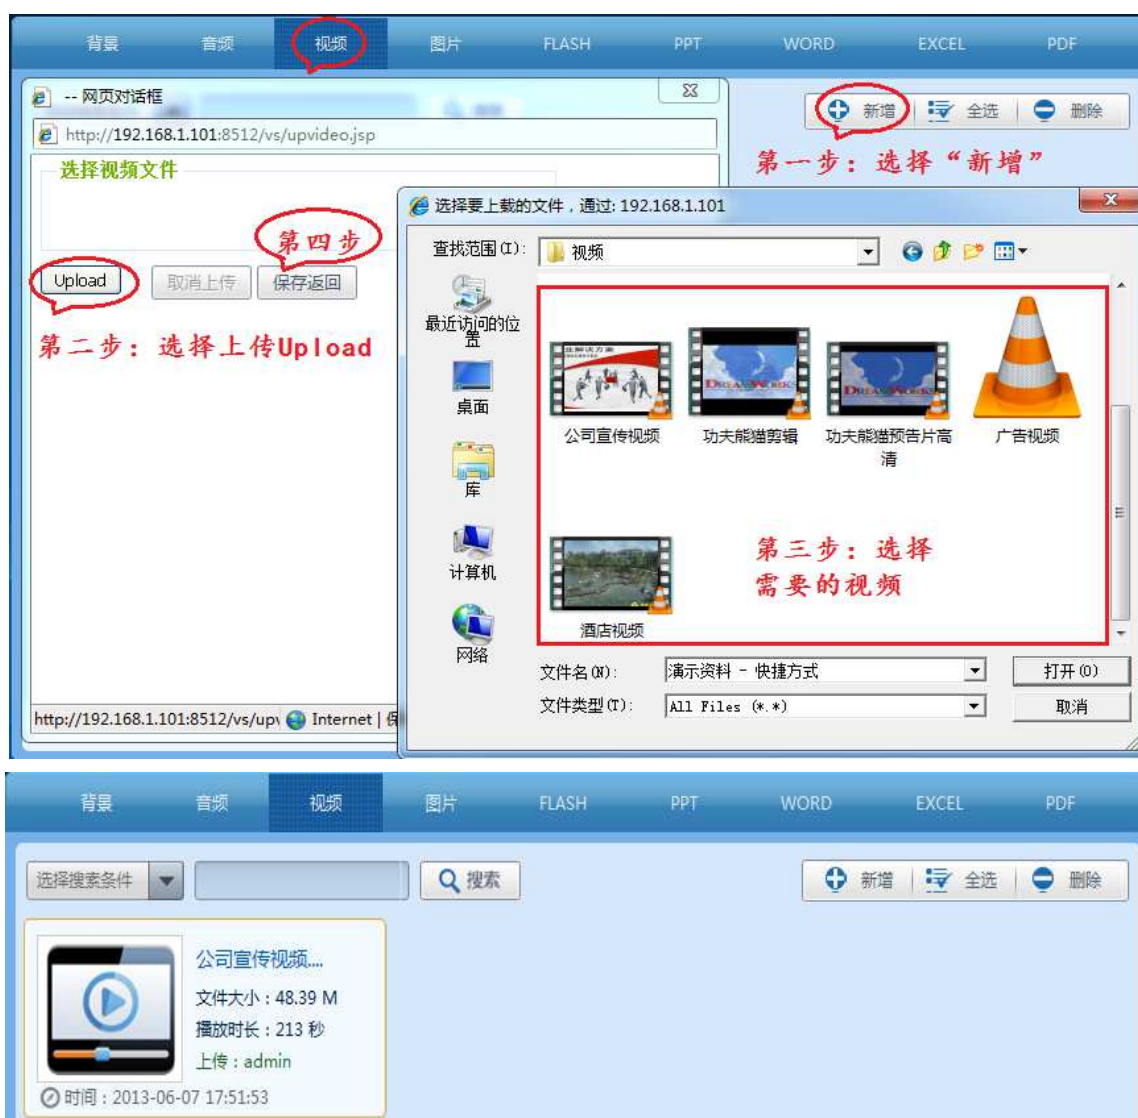 背景 音频 视频 图片 FLASH PPT WORD EXCEL PDF
-- 网页对话框
新增 全选 删除
http://192.168.1.101:8512/vs/upvideo.jsp
第一步：选择“新增”
选择视频文件
选择要上载的文件，通过: 192.168.1.101
第四步
查找范围(I): 视频
Upload 取消上传 保存返回
第二步：选择上传Upload
最近访问的位
置
桌面
库
计算机
网络
公司宣传视频 功夫熊猫剪辑 功夫熊猫预告片高 广告视频
清
第三步：选择
需要的视频
酒店视频
文件名(N): 演示资料 - 快捷方式 打开(O)
文件类型(T): All Files (*.*) 取消
http://192.168.1.101:8512/vs/upv Internet | 保
背景 音频 视频 图片 FLASH PPT WORD EXCEL PDF
选择搜索条件 搜索 新增 全选 删除
公司宣传视频....
文件大小：48.39 M
播放时长：213 秒
上传：admin
时间：2013-06-07 17:51:53